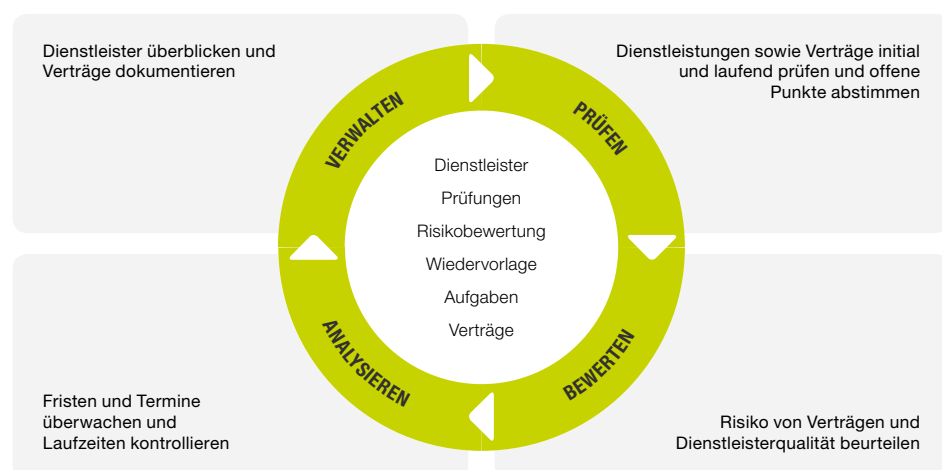 Dienstleister überblicken und
Verträge dokumentieren
Dienstleistungen sowie Verträge initial
und laufend prüfen und offene
Punkte abstimmen
VERWALTEN
PRÜFEN
Dienstleister
Prüfungen
Risikobewertung
Wiedervorlage
Aufgaben
Verträge
ANALYSIEREN
BEWERTEN
Fristen und Termine
überwachen und
Laufzeiten kontrollieren
Risiko von Verträgen und
Dienstleisterqualität beurteilen